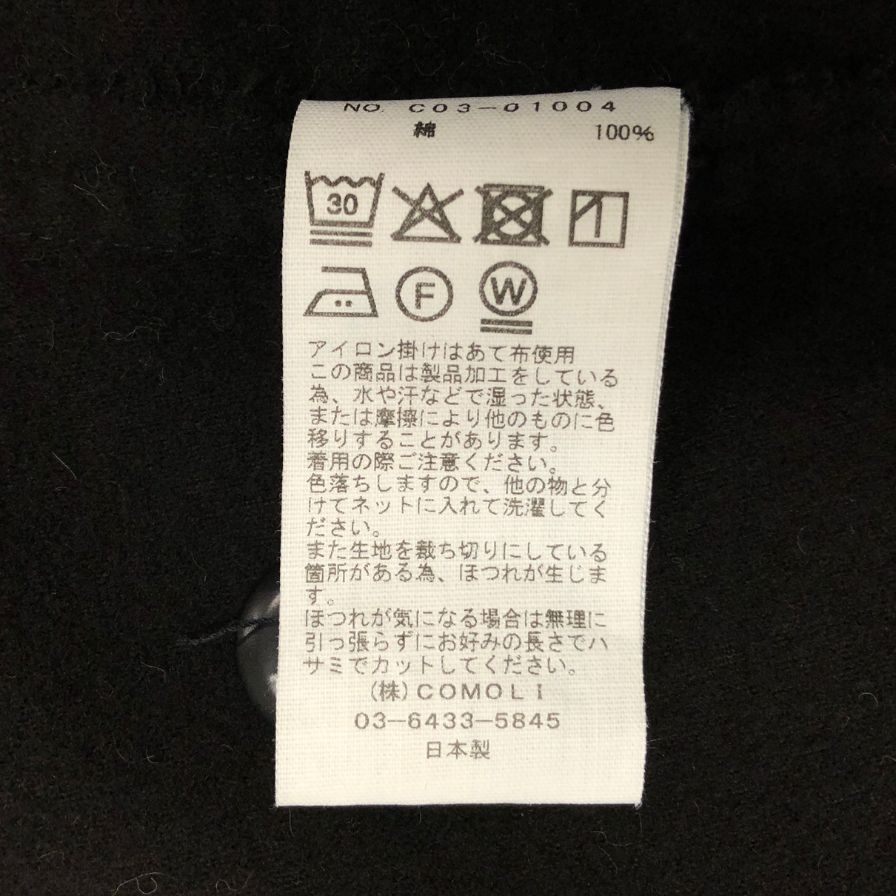 NO. C03-01004
綿 100%
30
F W
アイロン掛けはあて布使用
この商品は製品加工をしている
為、水や汗などで湿った状態、
または摩擦により他のものに色
移りすることがあります。
着用の際ご注意ください。
色落ちしますので、他の物と分
けてネットに入れて洗濯してく
ださい。
また生地を裁ち切りにしている
箇所がある為、ほつれが生じま
す。
ほつれが気になる場合は無理に
引っ張らずにお好みの長さでハ
サミでカットしてください。
(株)COMOLI
03-6433-5845
日本製